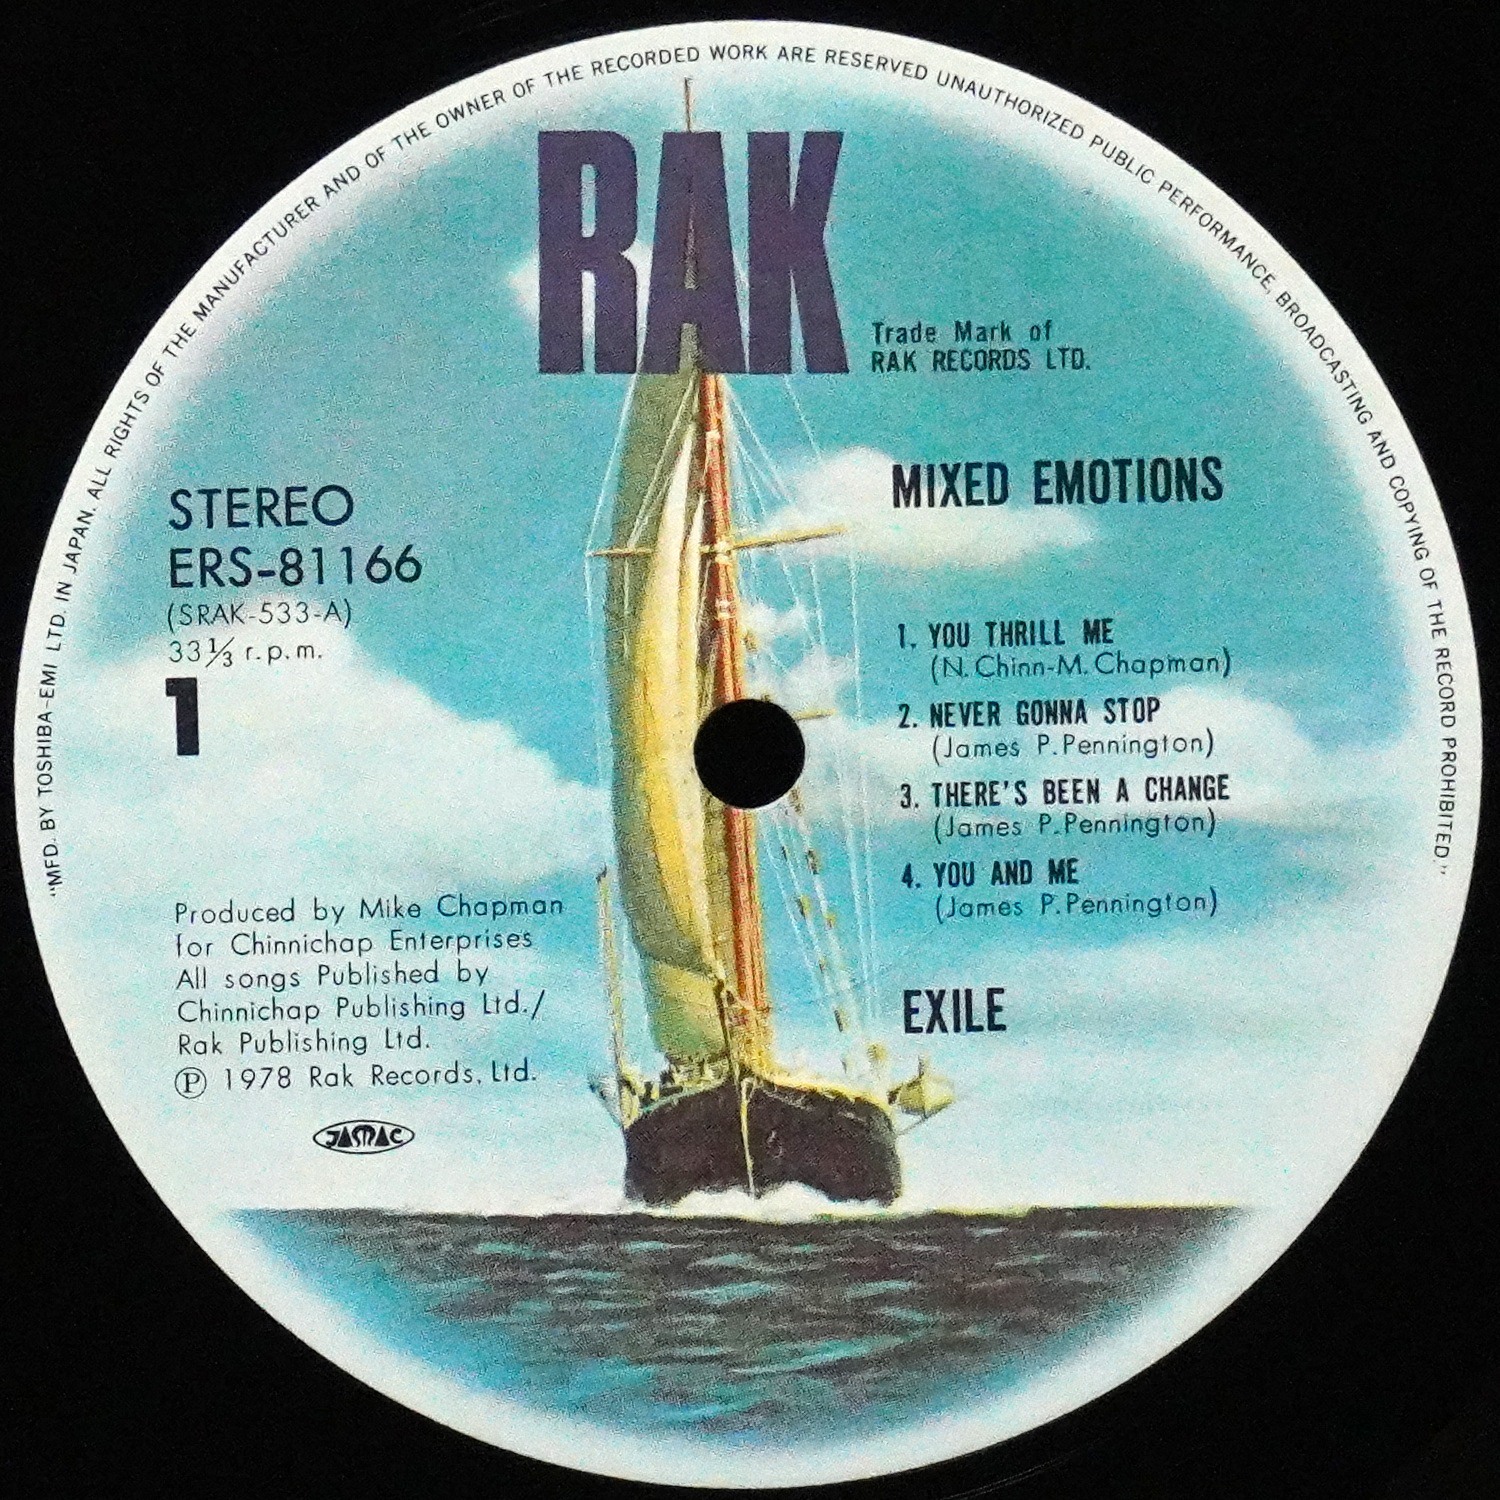 "MFD. BY TOSHIBA-EMI LTD. IN JAPAN. ALL RIGHTS OF THE MANUFACTURER AND OF THE OWNER OF THE RECORDED WORK ARE RESERVED UNAUTHORIZED PUBLIC PERFORMANCE, BROADCASTING AND COPYING OF THE RECORD PROHIBITED."
RAK
Trade Mark of
RAK RECORDS LTD.
STEREO
ERS-81166
(SRAK-533-A)
33⅓ r.p.m.
1
MIXED EMOTIONS
1. YOU THRILL ME
(N. Chinn-M. Chapman)
2. NEVER GONNA STOP
(James P. Pennington)
3. THERE'S BEEN A CHANGE
(James P. Pennington)
4. YOU AND ME
(James P. Pennington)
EXILE
Produced by Mike Chapman
for Chinnichap Enterprises
All songs Published by
Chinnichap Publishing Ltd./
Rak Publishing Ltd.
Ⓟ 1978 Rak Records, Ltd.
JASRAC